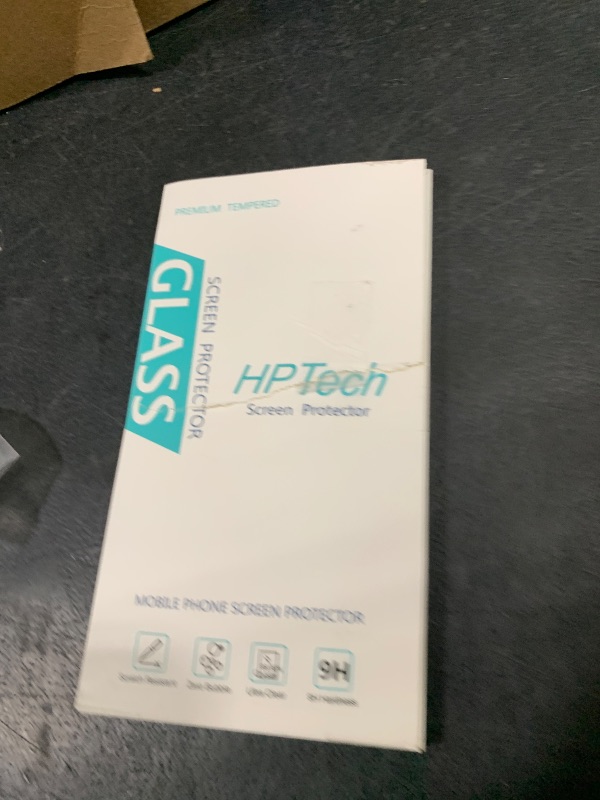 PREMIUM TEMPERED
GLASS
SCREEN PROTECTOR
HPTech
Screen Protector
MOBILE PHONE SCREEN PROTECTOR
9H